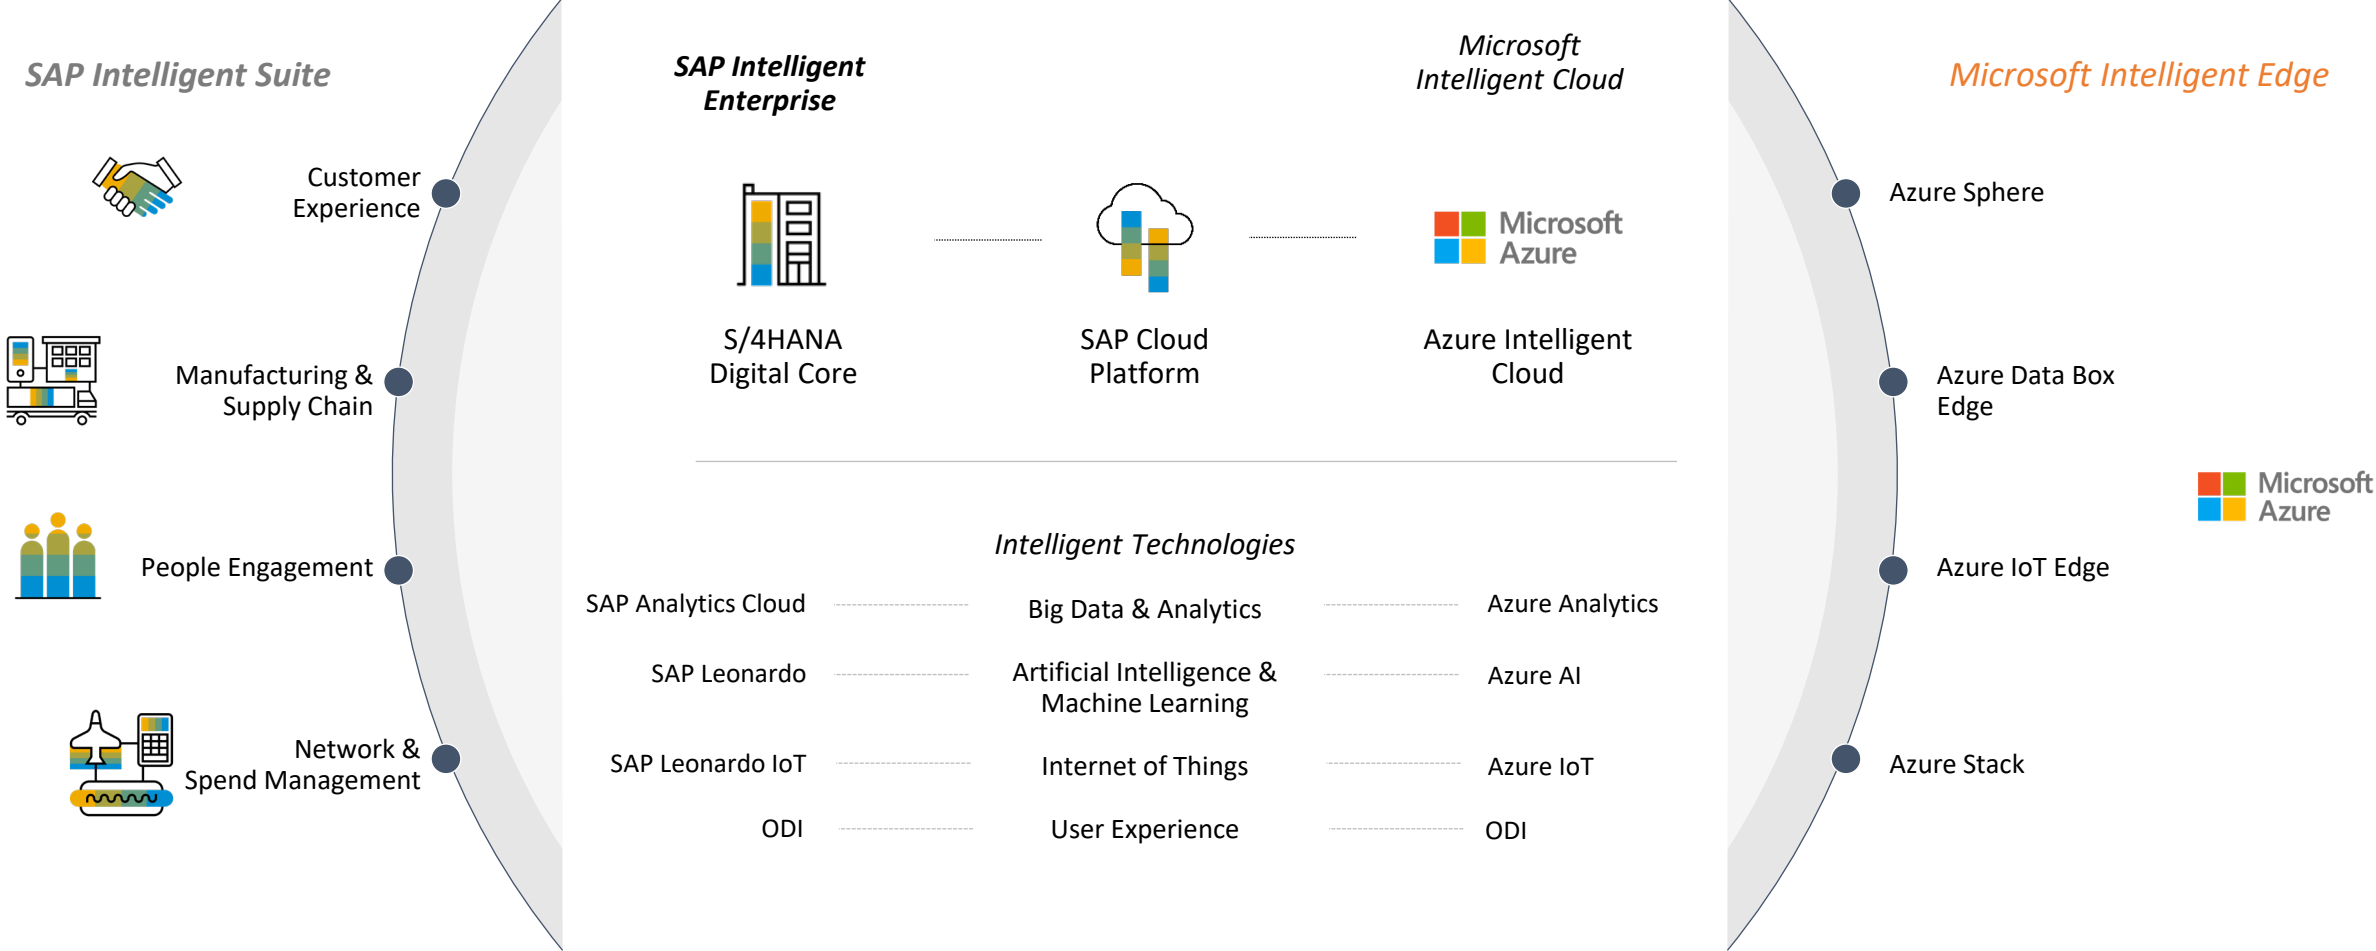 SAP Intelligent Suite
Customer
Experience
Manufacturing &
Supply Chain
People Engagement
Network &
Spend Management
SAP Intelligent
Enterprise
Microsoft
Intelligent Cloud
Microsoft
Azure
S/4HANA
Digital Core
SAP Cloud
Platform
Azure Intelligent
Cloud
Intelligent Technologies
SAP Analytics Cloud
Big Data & Analytics
Azure Analytics
SAP Leonardo
Artificial Intelligence &
Machine Learning
Azure AI
SAP Leonardo IoT
Internet of Things
Azure IoT
ODI
User Experience
ODI
Microsoft Intelligent Edge
Azure Sphere
Azure Data Box
Edge
Microsoft
Azure
Azure IoT Edge
Azure Stack